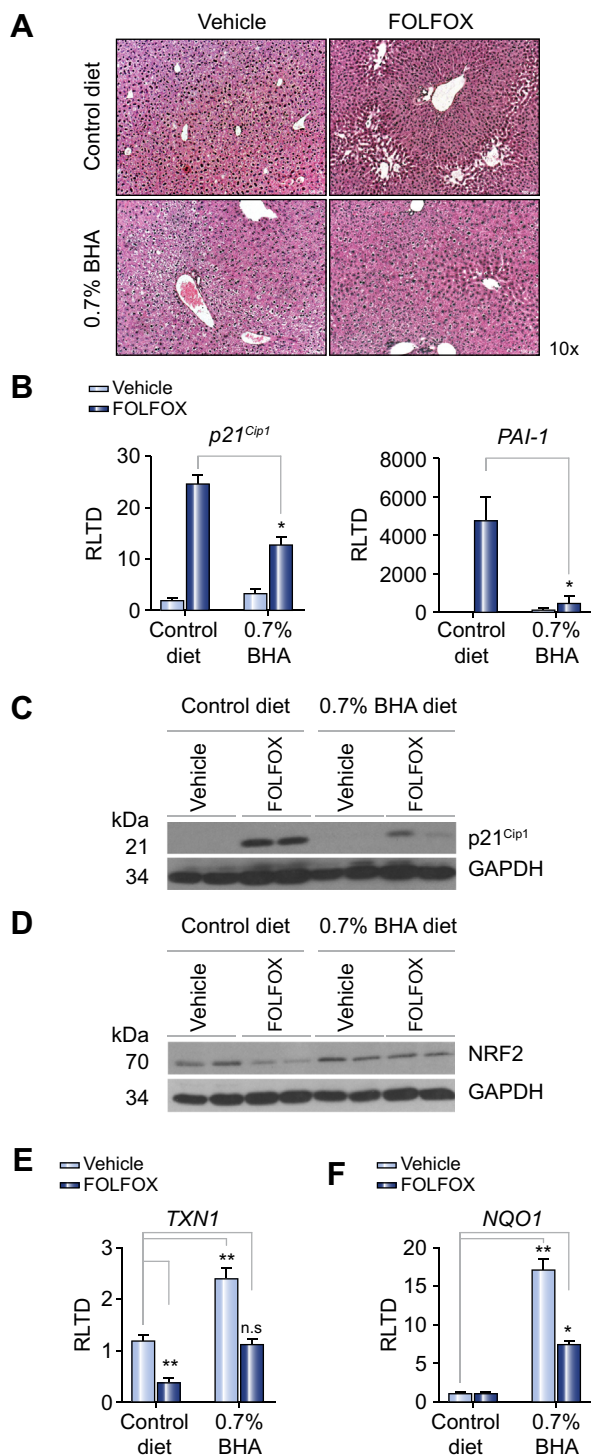 A
Vehicle FOLFOX
Control diet
0.7% BHA
10x
B
Vehicle
FOLFOX
p21Cip1
RLTD
30
20
10
0
Control diet
0.7% BHA
*
PAI-1
RLTD
8000
6000
4000
2000
0
Control diet
0.7% BHA
*
C
Control diet 0.7% BHA diet
Vehicle FOLFOX Vehicle FOLFOX
kDa
21 p21Cip1
34 GAPDH
D
Control diet 0.7% BHA diet
Vehicle FOLFOX Vehicle FOLFOX
kDa
70 NRF2
34 GAPDH
E
Vehicle
FOLFOX
TXN1
RLTD
3
2
1
0
**
**
n.s
Control diet
0.7% BHA
F
Vehicle
FOLFOX
NQO1
RLTD
20
15
10
5
0
**
*
Control diet
0.7% BHA